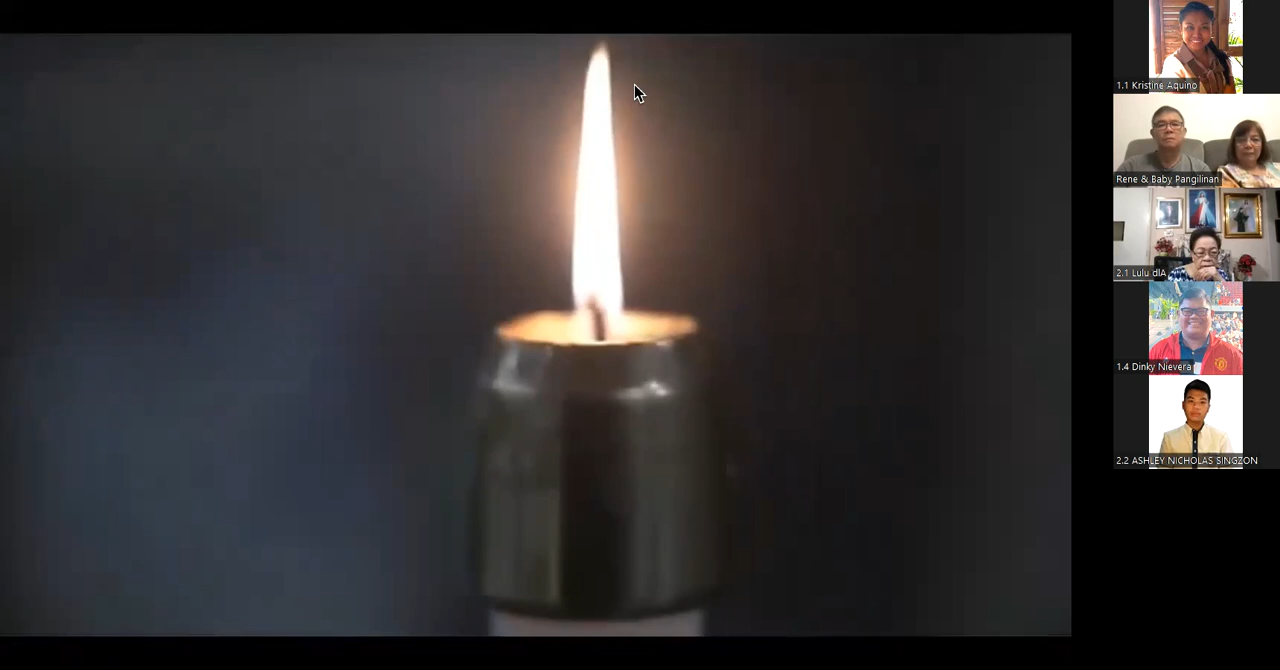 1.1 Kristine Aquino
Rene & Baby Pangilinan
2.1 Lulu dlA
1.4 Dinky Nievera
2.2 ASHLEY NICHOLAS SINGZON